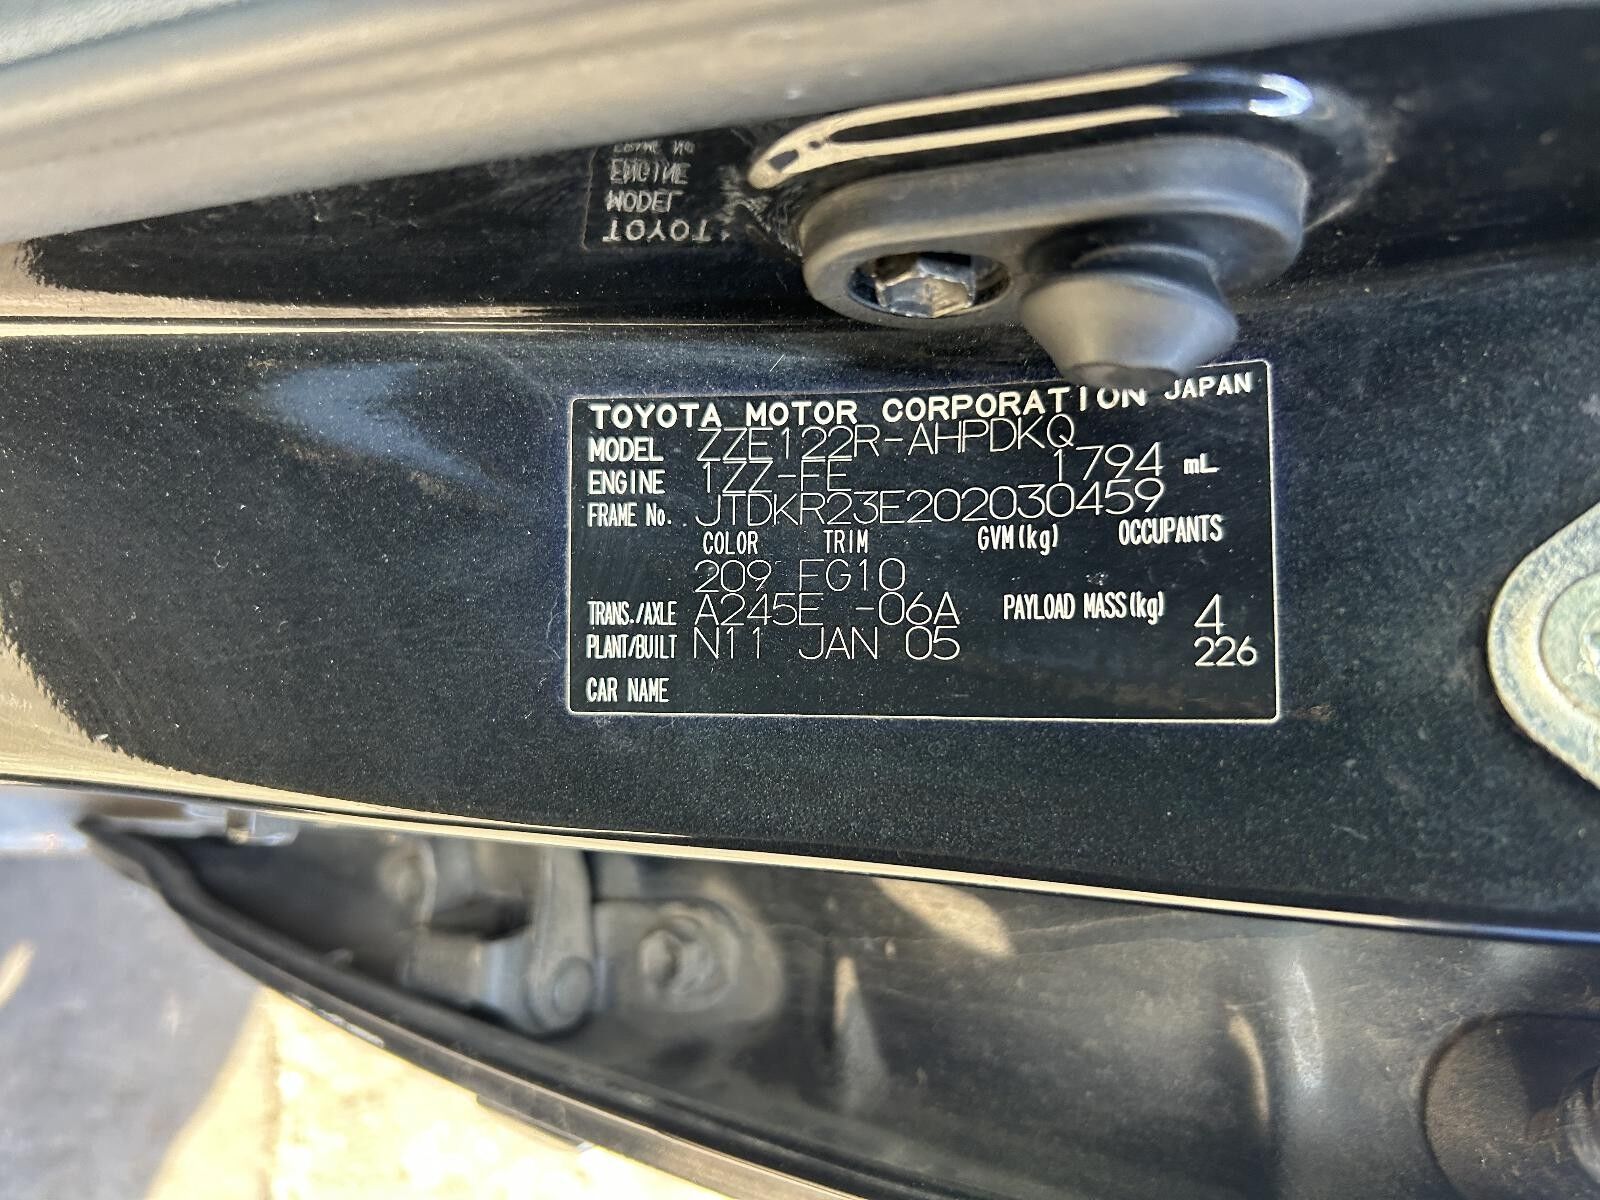 TOYOTA MOTOR CORPORATION JAPAN
MODEL ZZE122R-AHPDKQ
ENGINE 1ZZ-FE 1794 mL
FRAME No. JTDKR23E202030459
COLOR TRIM GVM(kg) OCCUPANTS
209 FG10
TRANS./AXLE A245E -06A PAYLOAD MASS(kg) 4
PLANT/BUILT N11 JAN 05 226
CAR NAME